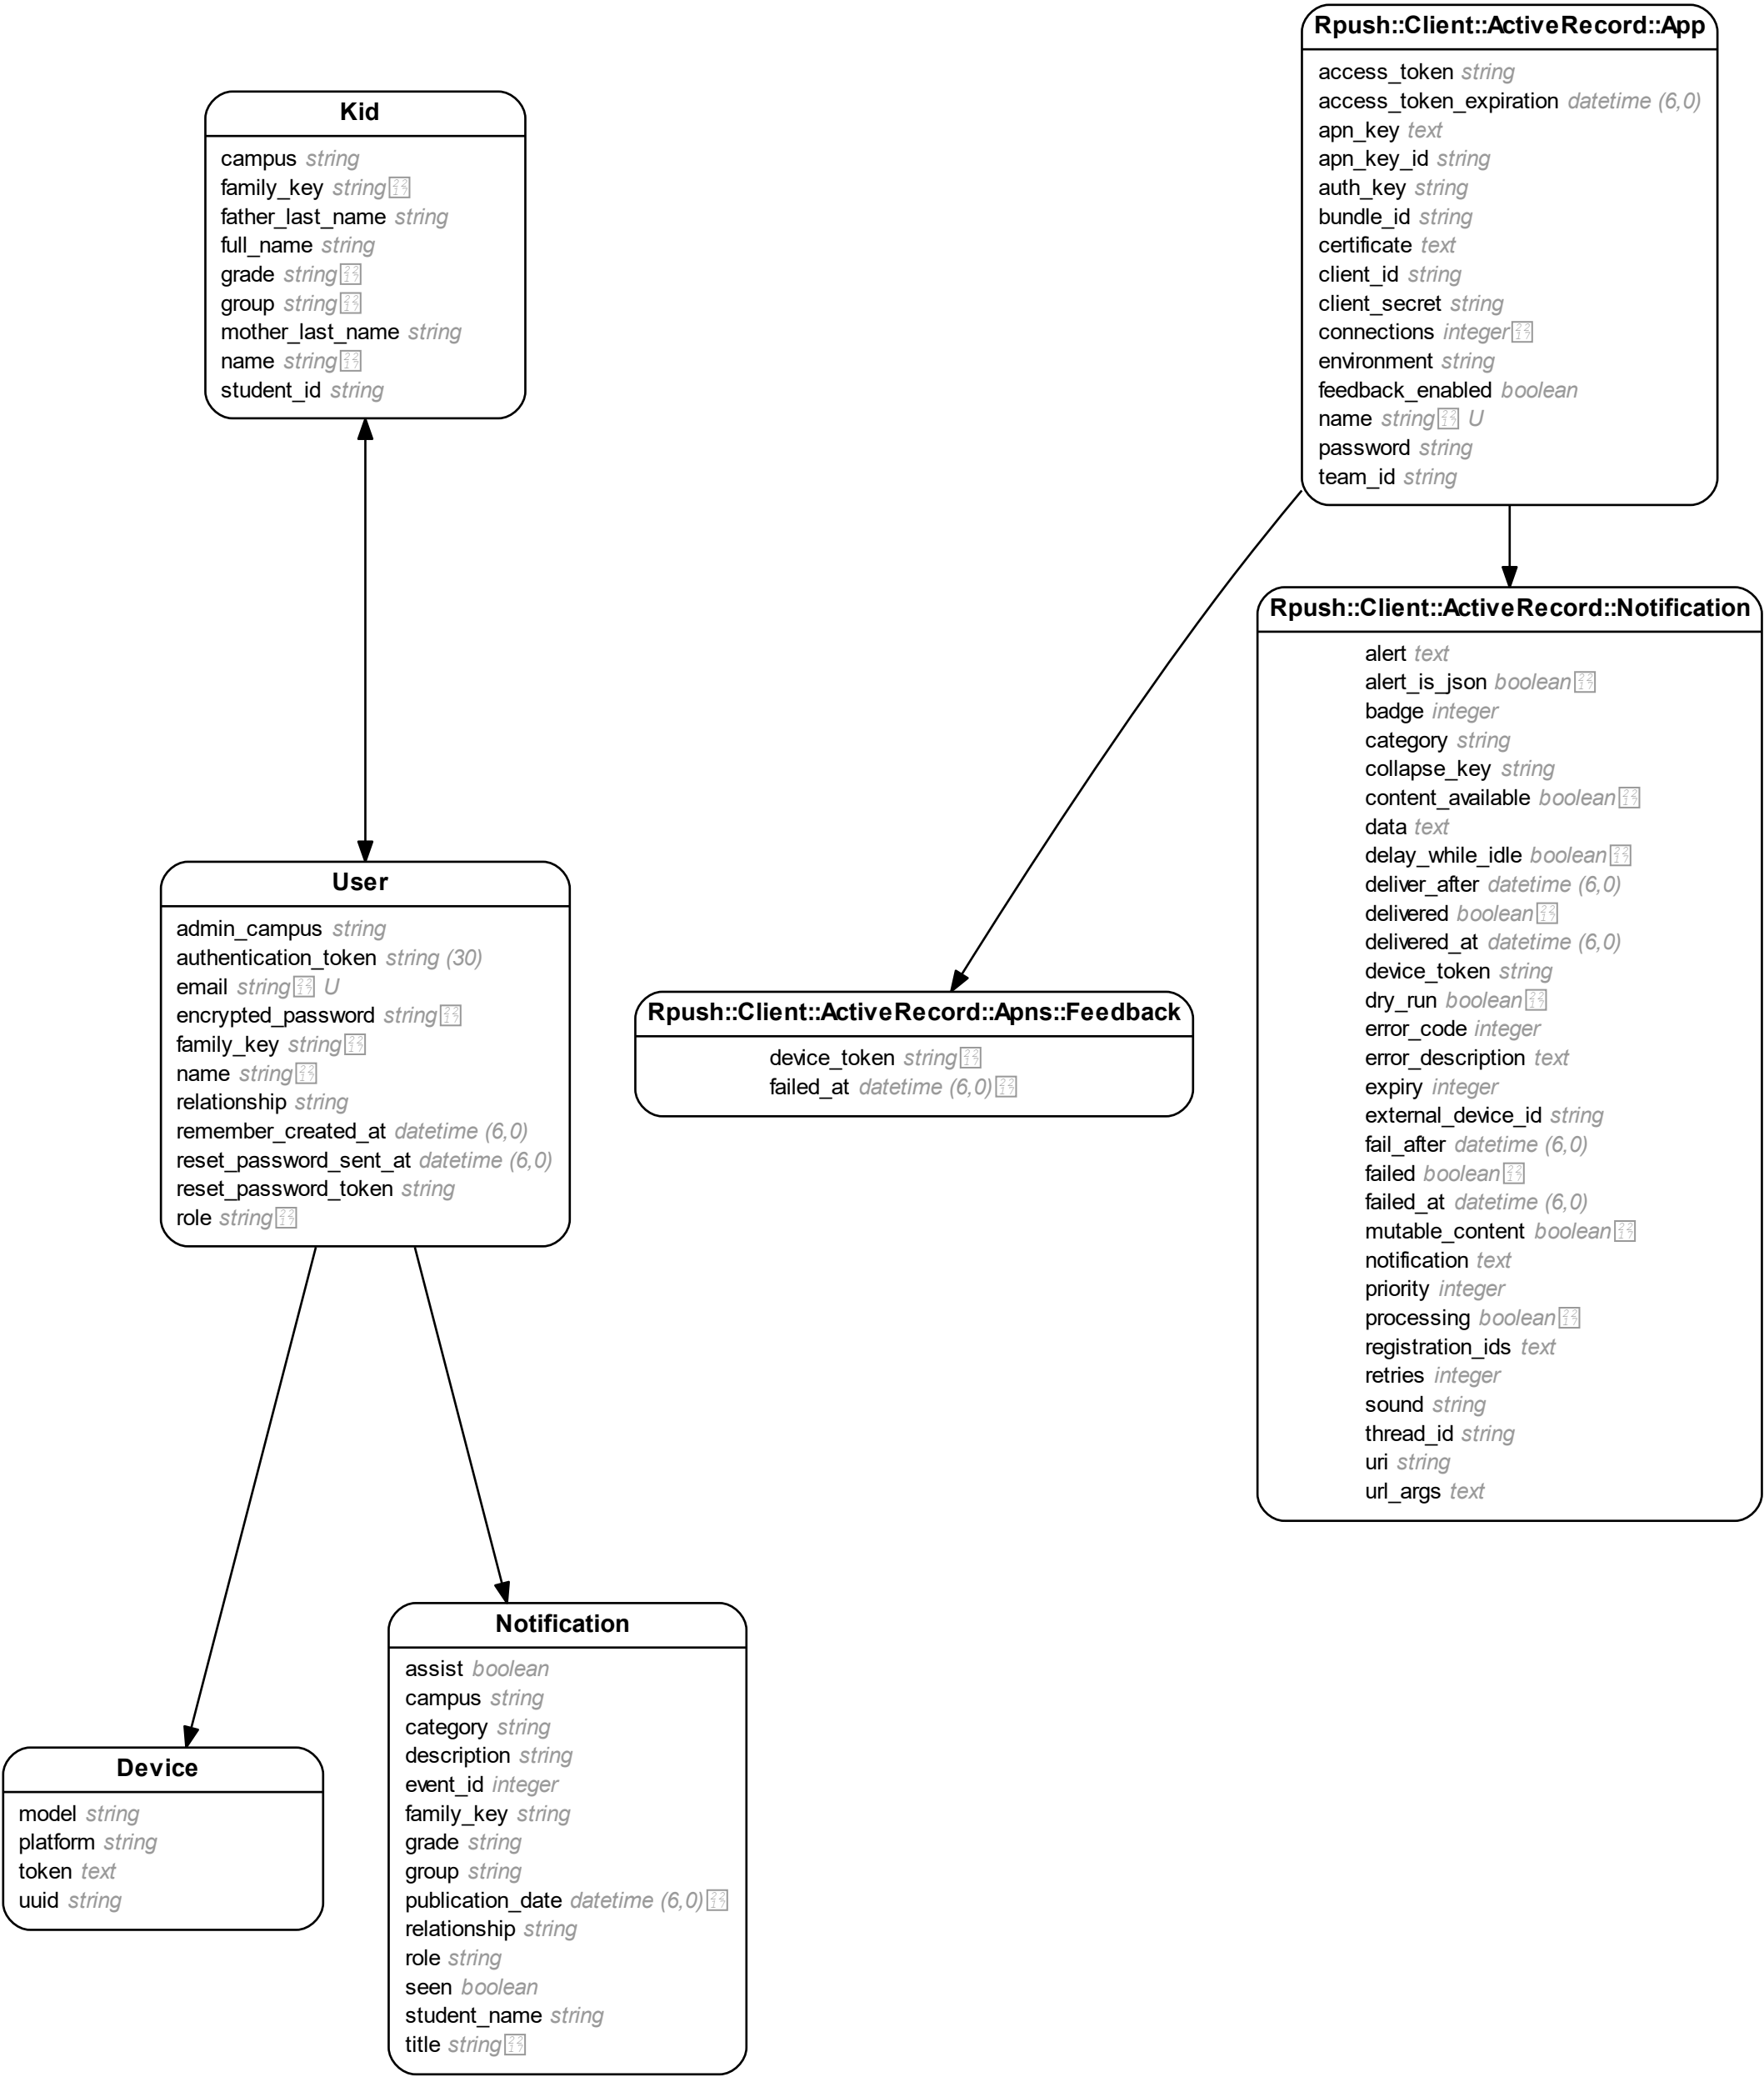 Kid
campus string
family_key string
father_last_name string
full_name string
grade string
group string
mother_last_name string
name string
student_id string
User
admin_campus string
authentication_token string (30)
email string U
encrypted_password string
family_key string
name string
relationship string
remember_created_at datetime (6,0)
reset_password_sent_at datetime (6,0)
reset_password_token string
role string
Device
model string
platform string
token text
uuid string
Notification
assist boolean
campus string
category string
description string
event_id integer
family_key string
grade string
group string
publication_date datetime (6,0)
relationship string
role string
seen boolean
student_name string
title string
Rpush::Client::ActiveRecord::App
access_token string
access_token_expiration datetime (6,0)
apn_key text
apn_key_id string
auth_key string
bundle_id string
certificate text
client_id string
client_secret string
connections integer
environment string
feedback_enabled boolean
name string U
password string
team_id string
Rpush::Client::ActiveRecord::Apns::Feedback
device_token string
failed_at datetime (6,0)
Rpush::Client::ActiveRecord::Notification
alert text
alert_is_json boolean
badge integer
category string
collapse_key string
content_available boolean
data text
delay_while_idle boolean
deliver_after datetime (6,0)
delivered boolean
delivered_at datetime (6,0)
device_token string
dry_run boolean
error_code integer
error_description text
expiry integer
external_device_id string
fail_after datetime (6,0)
failed boolean
failed_at datetime (6,0)
mutable_content boolean
notification text
priority integer
processing boolean
registration_ids text
retries integer
sound string
thread_id string
uri string
url_args text